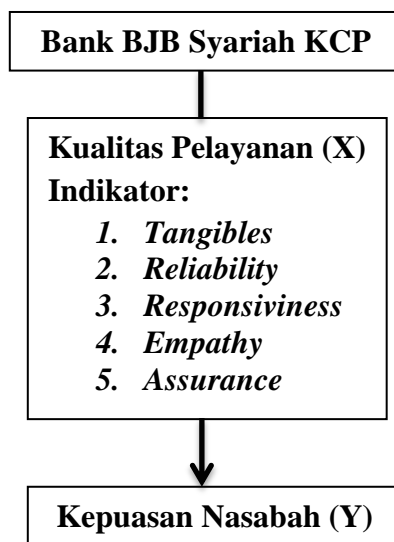 Bank BJB Syariah KCP
Kualitas Pelayanan (X)
Indikator:
1. Tangibles
2. Reliability
3. Responsiviness
4. Empathy
5. Assurance
Kepuasan Nasabah (Y)